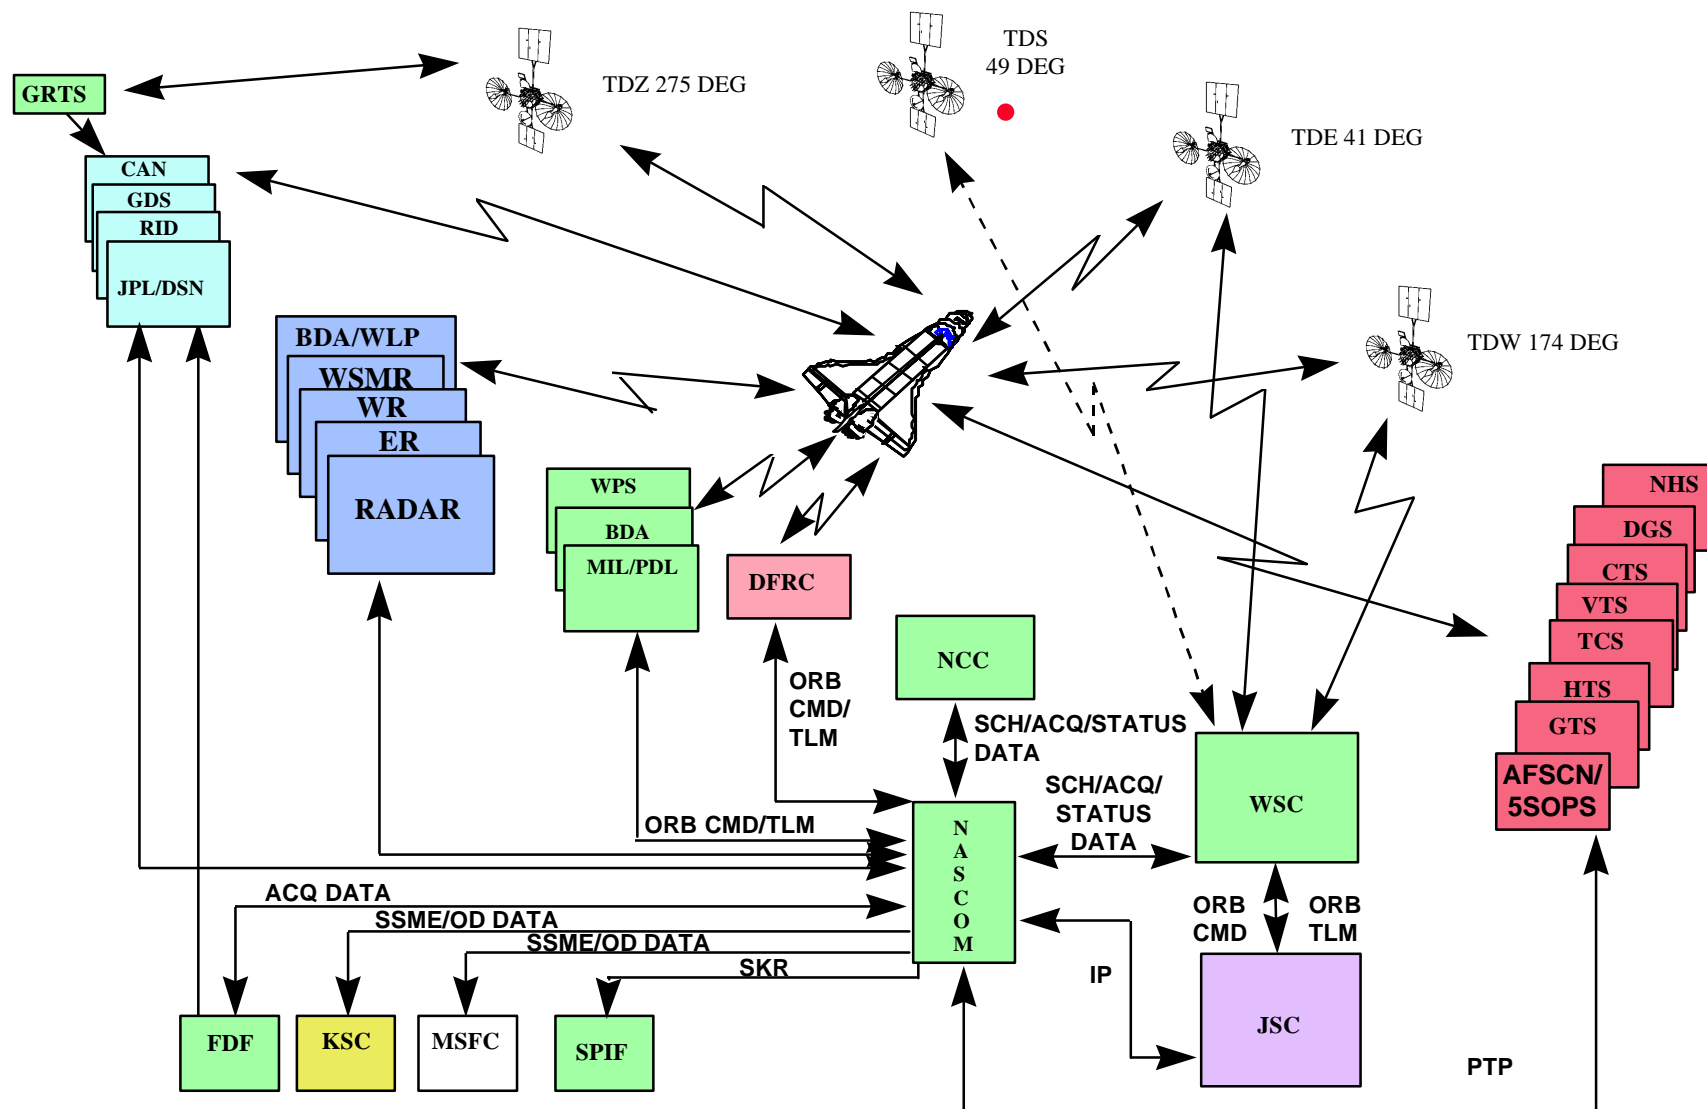 TDS
49 DEG
TDZ 275 DEG
GRTS
TDE 41 DEG
CAN
GDS
RID
JPL/DSN
BDA/WLP
WSMR
WR
ER
RADAR
TDW 174 DEG
WPS
BDA
MIL/PDL
DFRC
NHS
DGS
CTS
VTS
TCS
HTS
GTS
AFSCN/
5SOPS
NCC
ORB
CMD/
TLM
SCH/ACQ/STATUS
DATA
SCH/ACQ/
STATUS
DATA
WSC
ORB CMD/TLM
NASCOM
ACQ DATA
SSME/OD DATA
SSME/OD DATA
SKR
ORB
CMD
ORB
TLM
IP
JSC
PTP
FDF
KSC
MSFC
SPIF